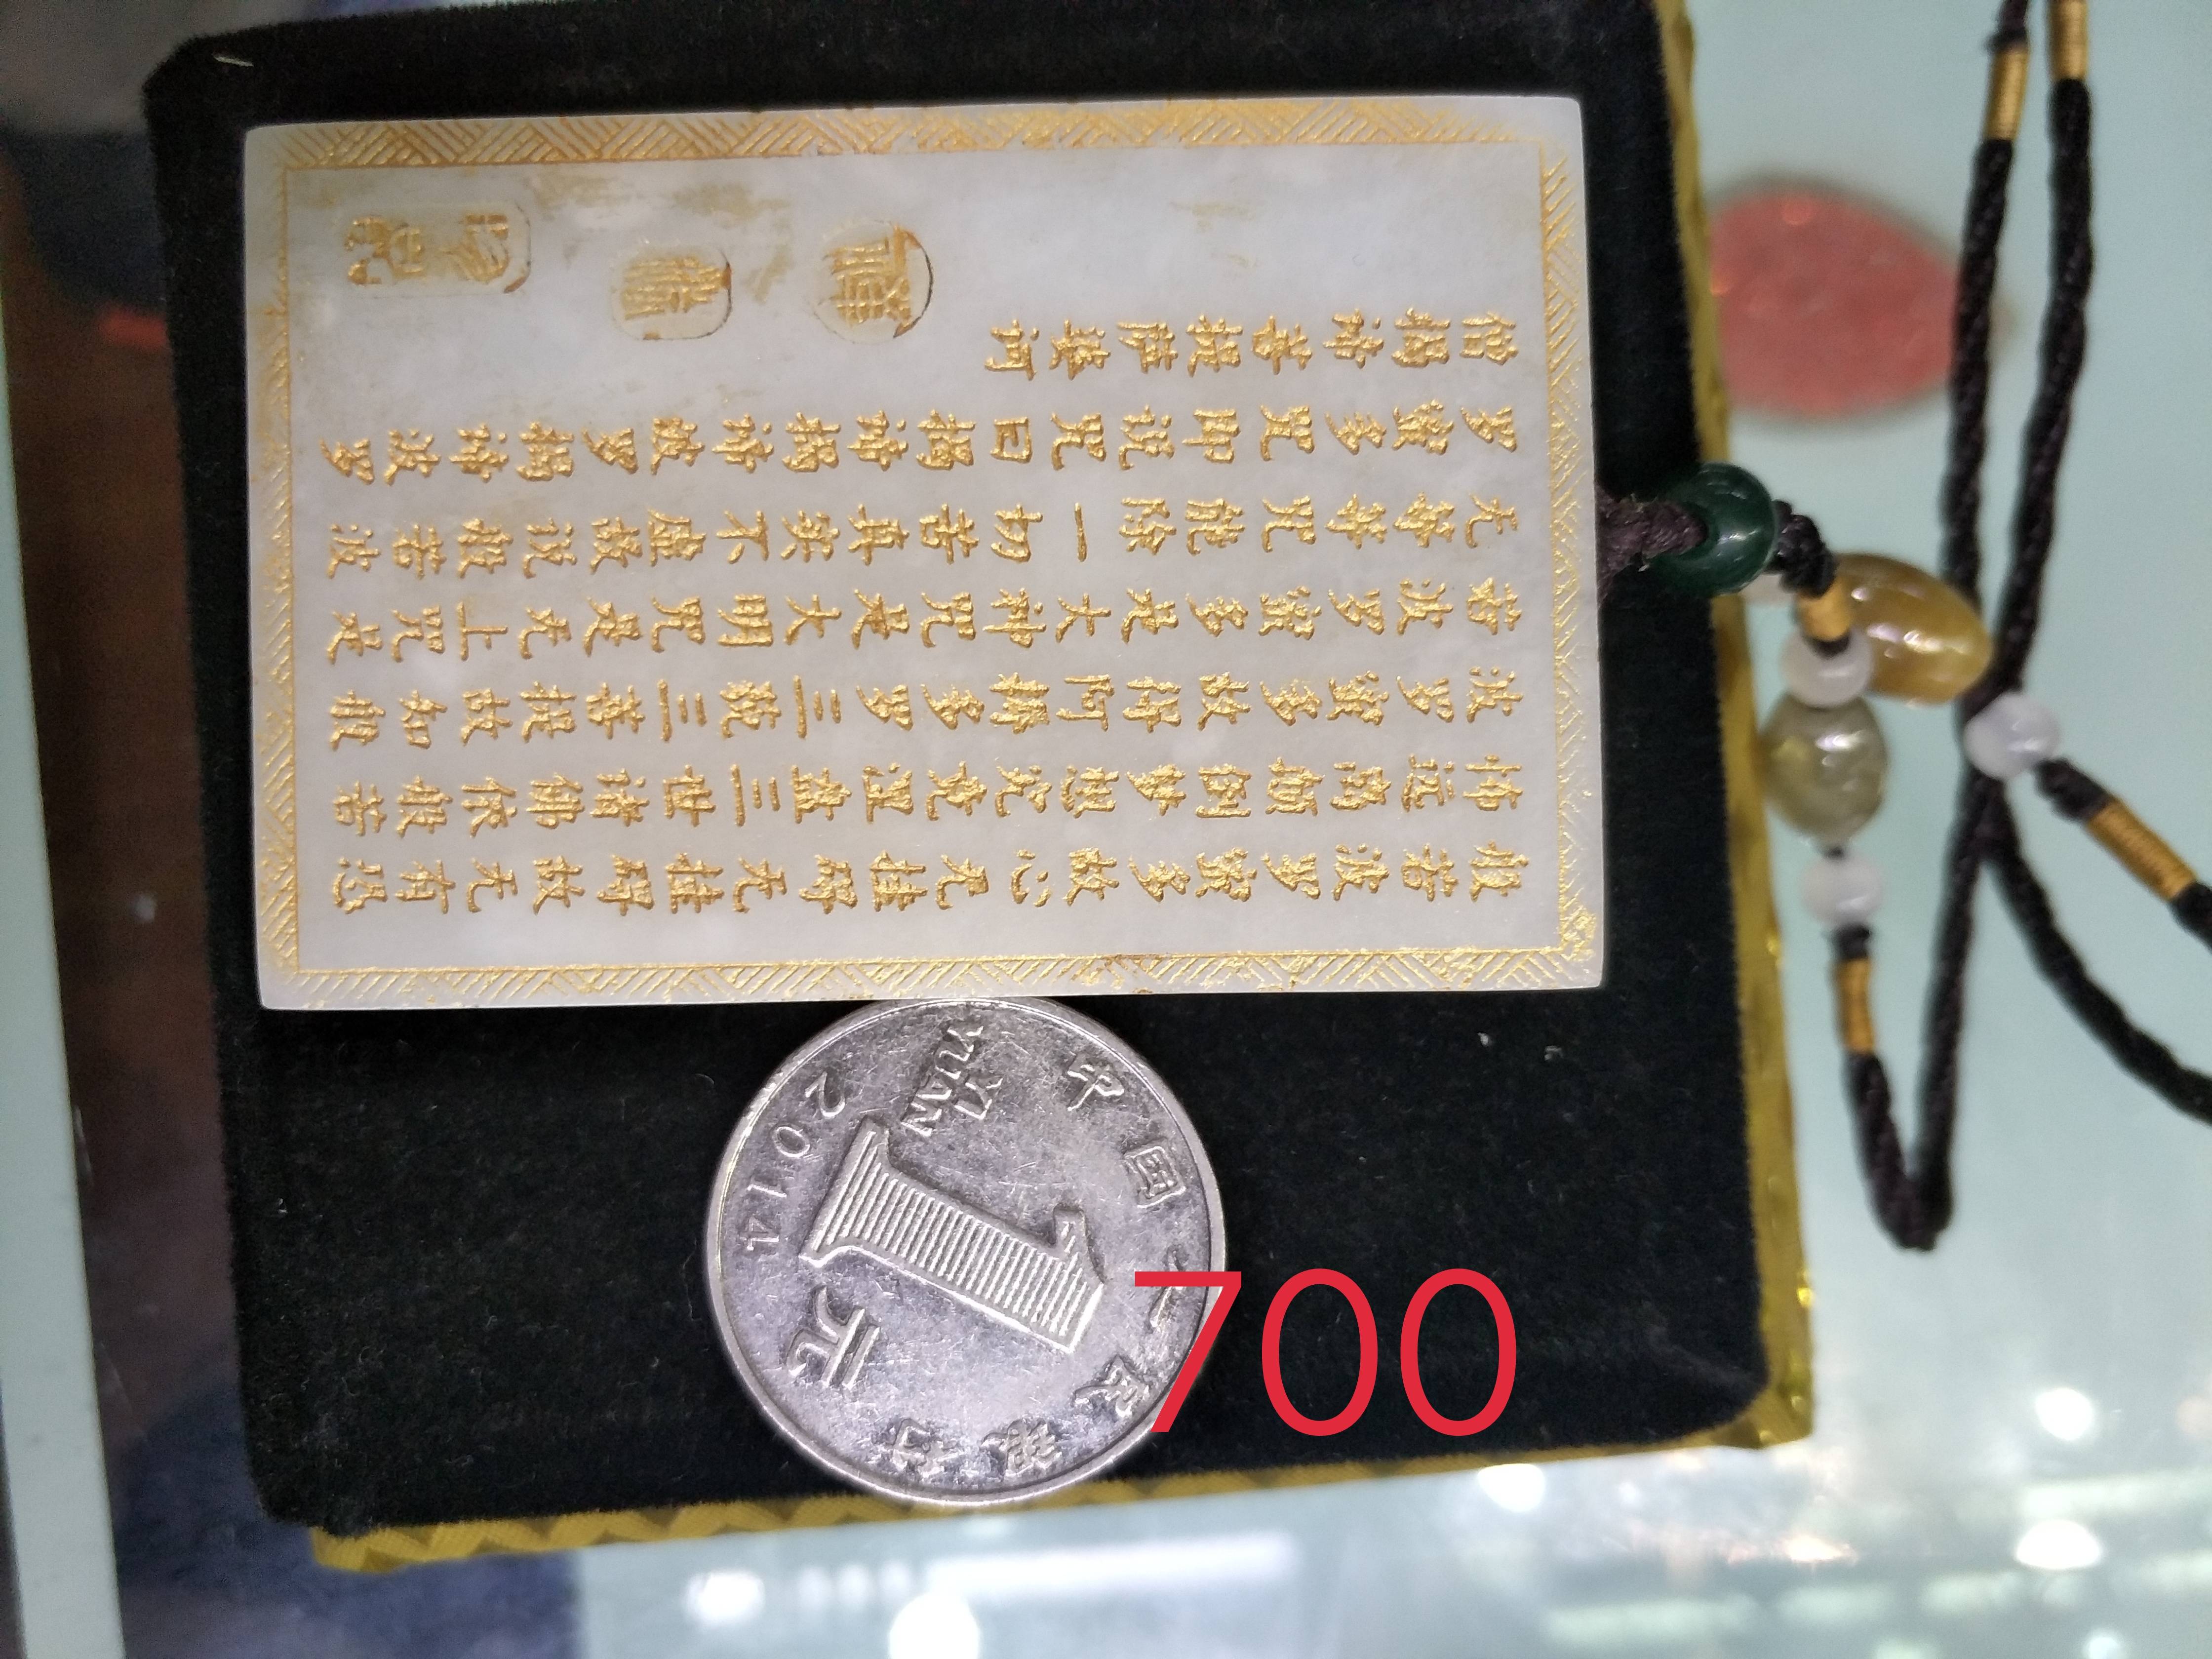 般若波罗蜜多故心无挂碍无挂碍故无有恐
怖远离颠倒梦想究竟涅盘三世诸佛依般若
波罗蜜多故得阿耨多罗三藐三菩提故知般
若波罗蜜多是大神咒是大明咒是无上咒是
无等等咒能除一切苦真实不虚故说般若波
罗蜜多咒即说咒曰揭谛揭谛波罗揭谛波罗
僧揭谛菩提萨婆诃
中国人民银行
1元
YI YUAN
2014
700